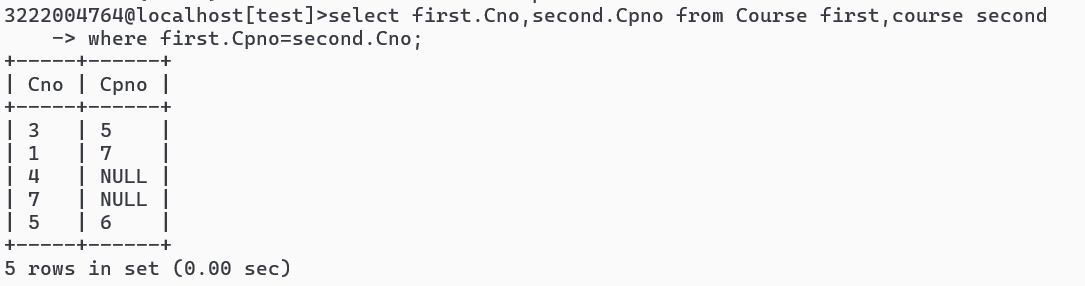 3222004764@localhost[test]>select first.Cno,second.Cpno from Course first,course second
    -> where first.Cpno=second.Cno;
+-----+------+
| Cno | Cpno |
+-----+------+
| 3   | 5    |
| 1   | 7    |
| 4   | NULL |
| 7   | NULL |
| 5   | 6    |
+-----+------+
5 rows in set (0.00 sec)